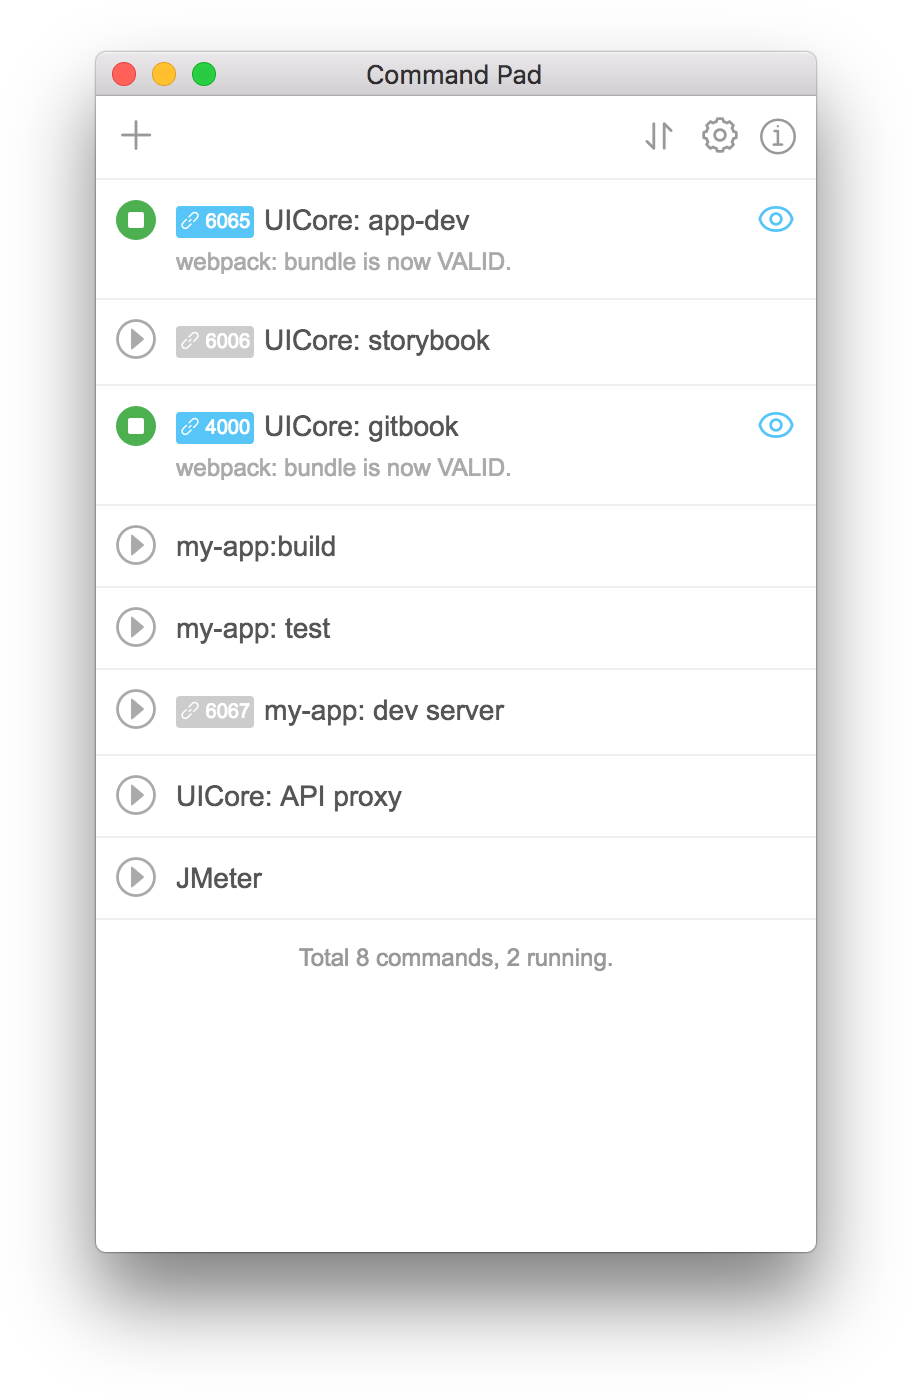 Command Pad
6065 UICore: app-dev
webpack: bundle is now VALID.
6006 UICore: storybook
4000 UICore: gitbook
webpack: bundle is now VALID.
my-app:build
my-app: test
6067 my-app: dev server
UICore: API proxy
JMeter
Total 8 commands, 2 running.